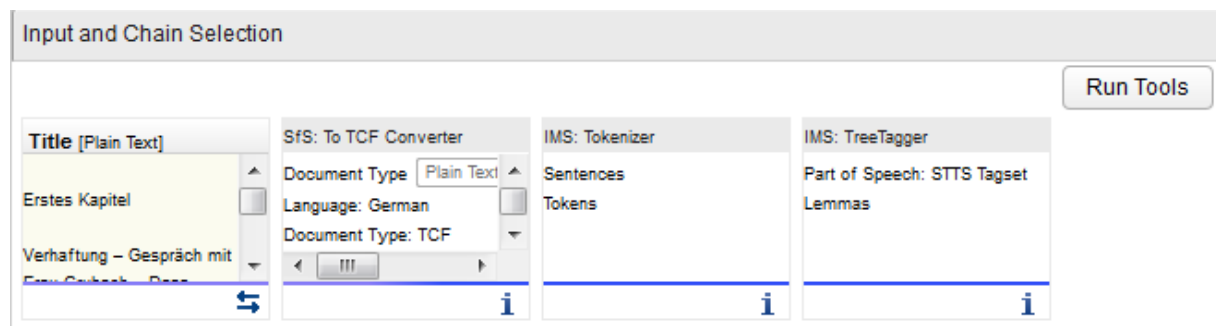 Input and Chain Selection
Run Tools
Title [Plain Text]
Erstes Kapitel
Verhaftung – Gespräch mit
SfS: To TCF Converter
Document Type Plain Text
Language: German
Document Type: TCF
IMS: Tokenizer
Sentences
Tokens
IMS: TreeTagger
Part of Speech: STTS Tagset
Lemmas